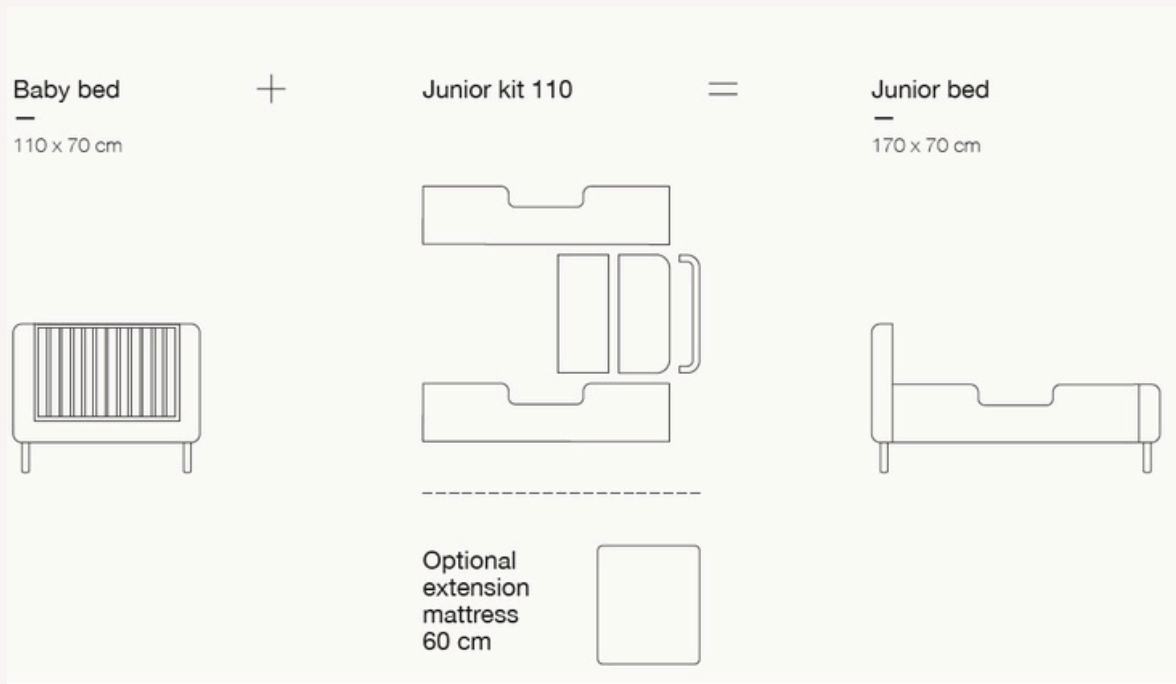 Baby bed
+
Junior kit 110
=
Junior bed
110 x 70 cm
170 x 70 cm
Optional
extension
mattress
60 cm